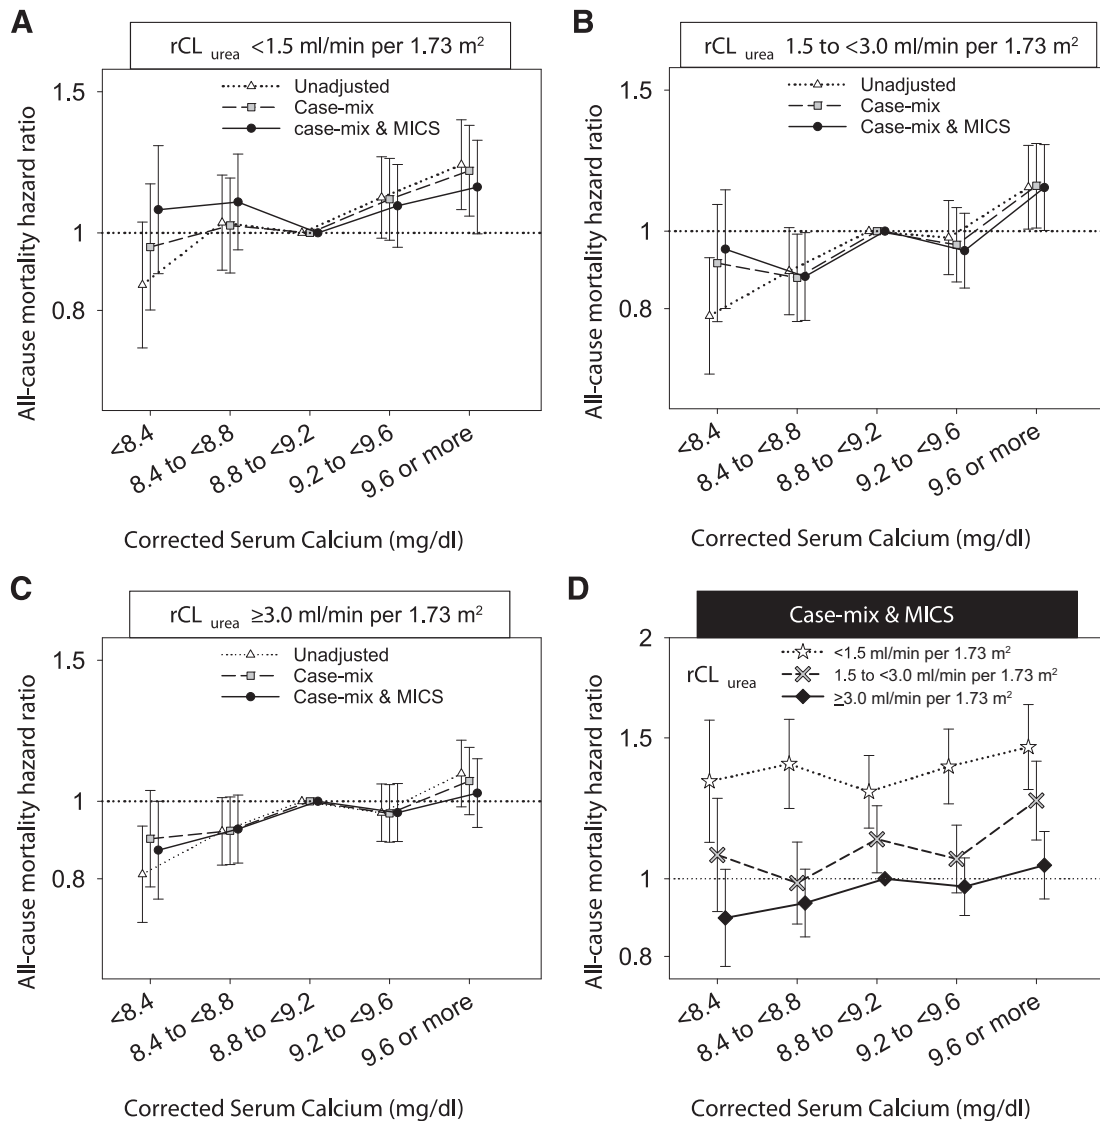 A
rCL urea <1.5 ml/min per 1.73 m²
All-cause mortality hazard ratio
1.5
1
0.8
Unadjusted
Case-mix
case-mix & MICS
<8.4
8.4 to <8.8
8.8 to <9.2
9.2 to <9.6
9.6 or more
Corrected Serum Calcium (mg/dl)
B
rCL urea 1.5 to <3.0 ml/min per 1.73 m²
All-cause mortality hazard ratio
1.5
1
0.8
Unadjusted
Case-mix
Case-mix & MICS
<8.4
8.4 to <8.8
8.8 to <9.2
9.2 to <9.6
9.6 or more
Corrected Serum Calcium (mg/dl)
C
rCL urea ≥3.0 ml/min per 1.73 m²
All-cause mortality hazard ratio
1.5
1
0.8
Unadjusted
Case-mix
Case-mix & MICS
<8.4
8.4 to <8.8
8.8 to <9.2
9.2 to <9.6
9.6 or more
Corrected Serum Calcium (mg/dl)
D
Case-mix & MICS
All-cause mortality hazard ratio
2
1.5
1
0.8
rCL urea
<1.5 ml/min per 1.73 m²
1.5 to <3.0 ml/min per 1.73 m²
≥3.0 ml/min per 1.73 m²
<8.4
8.4 to <8.8
8.8 to <9.2
9.2 to <9.6
9.6 or more
Corrected Serum Calcium (mg/dl)